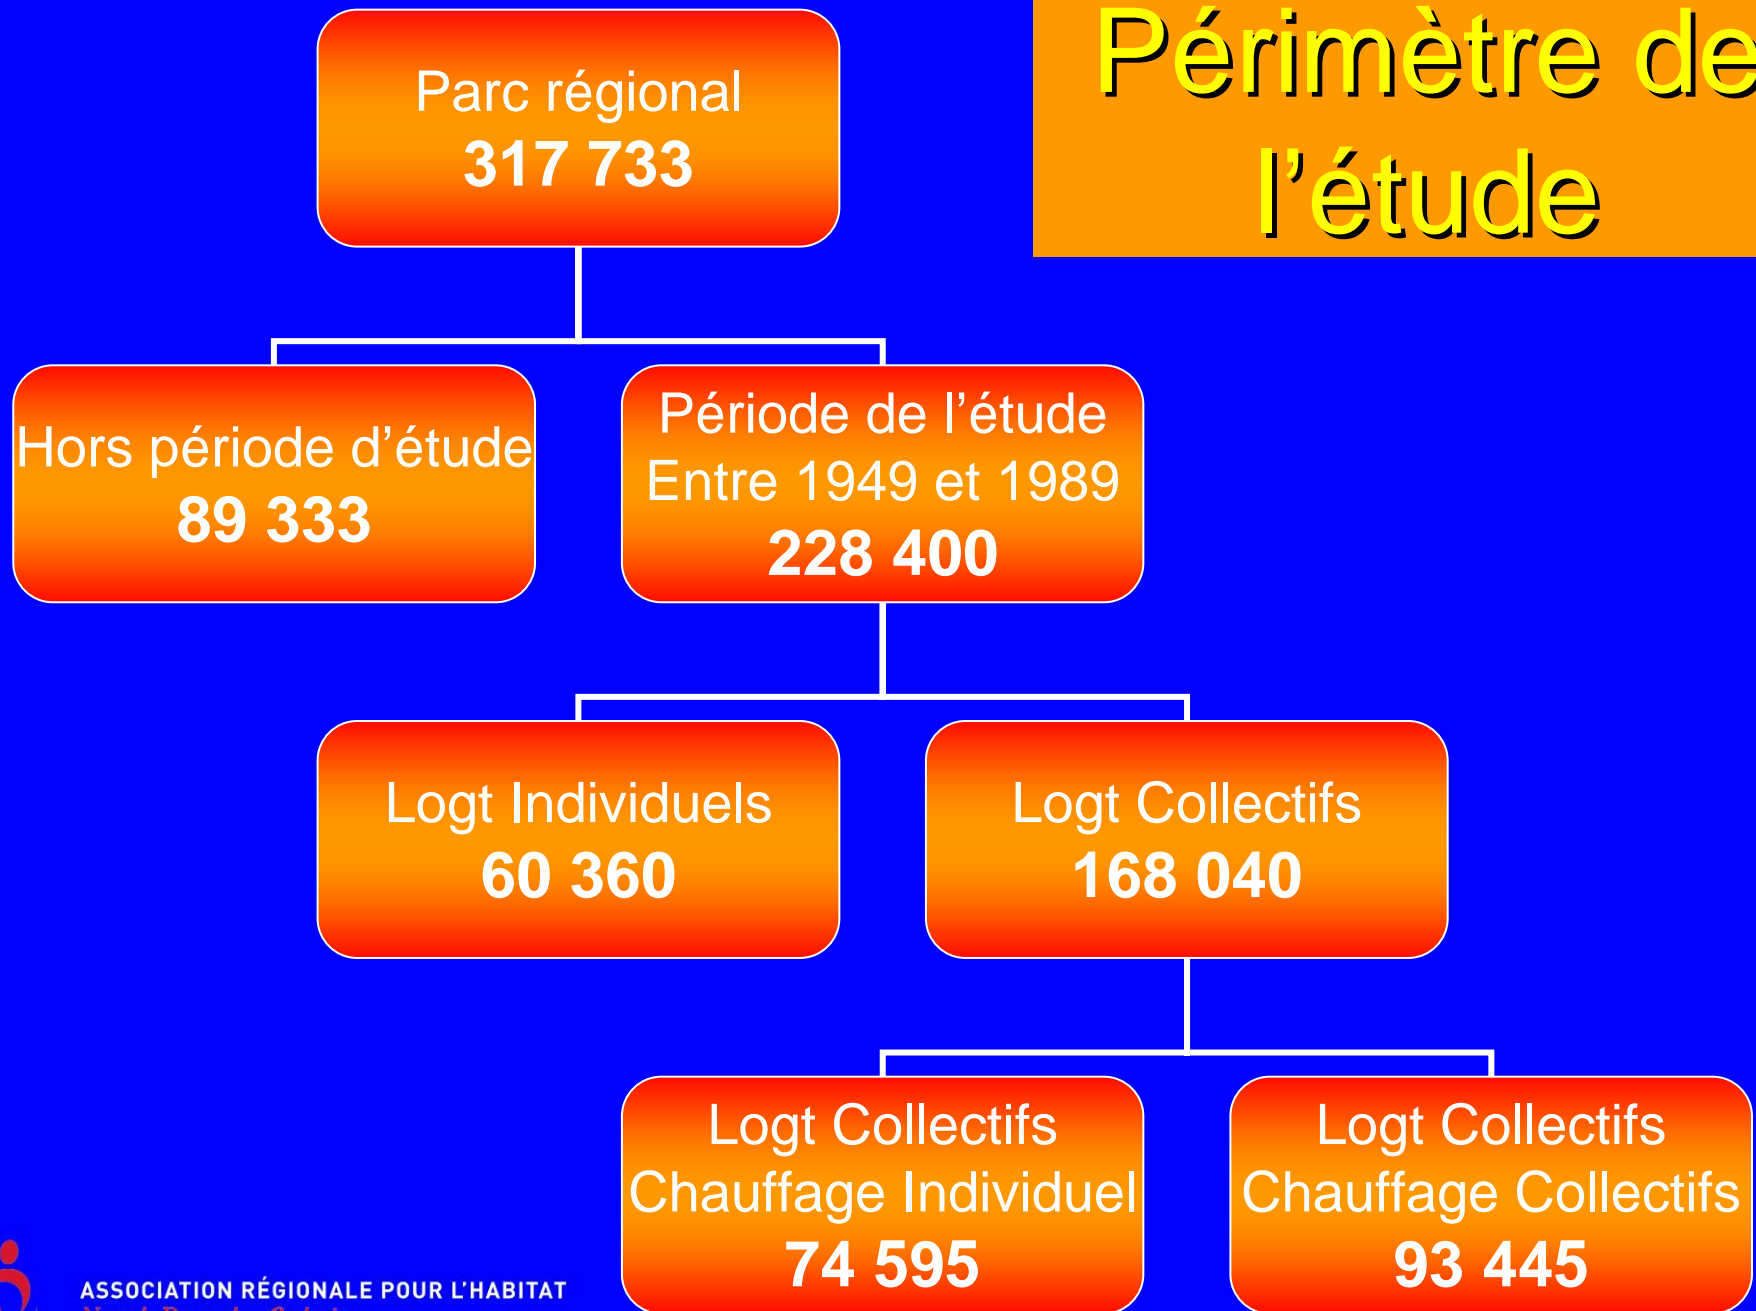 Périmètre de
l’étude
Parc régional
317 733
Hors période d’étude
89 333
Période de l’étude
Entre 1949 et 1989
228 400
Logt Individuels
60 360
Logt Collectifs
168 040
Logt Collectifs
Chauffage Individuel
74 595
Logt Collectifs
Chauffage Collectifs
93 445
ASSOCIATION RÉGIONALE POUR L’HABITAT